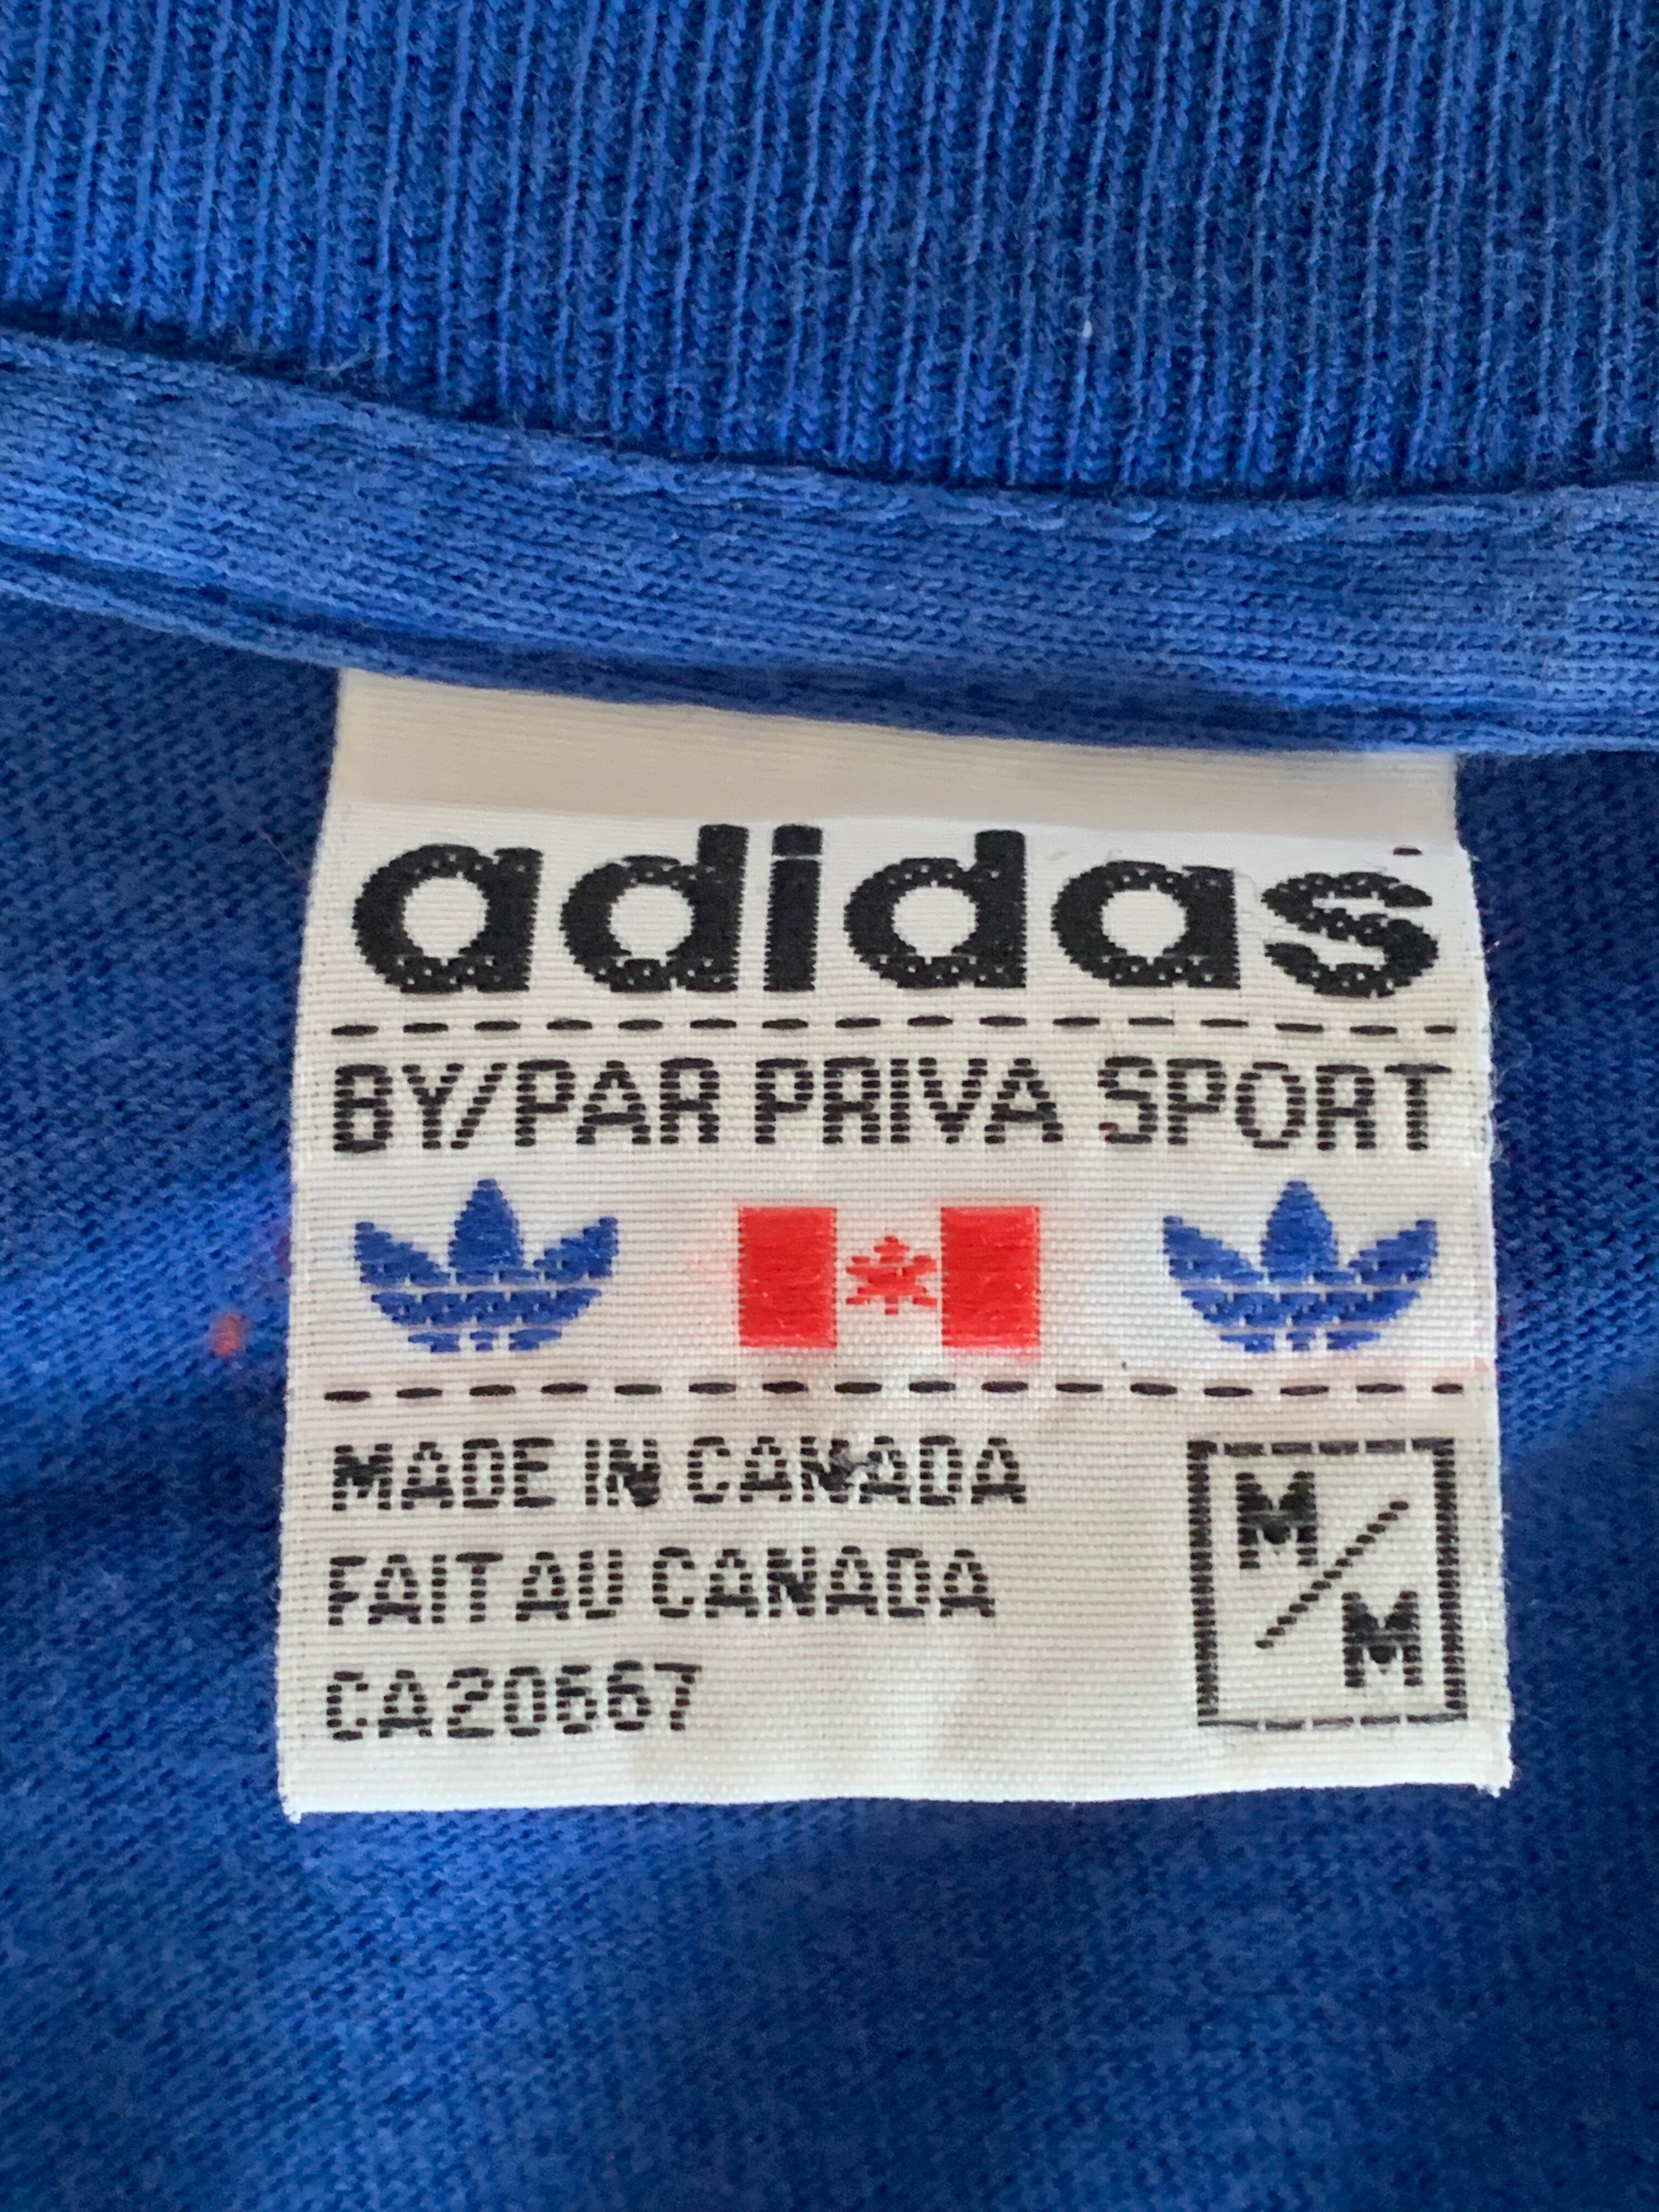 adidas
BY/PAR PRIVA SPORT
MADE IN CANADA
FAIT AU CANADA
CA20667
M/M